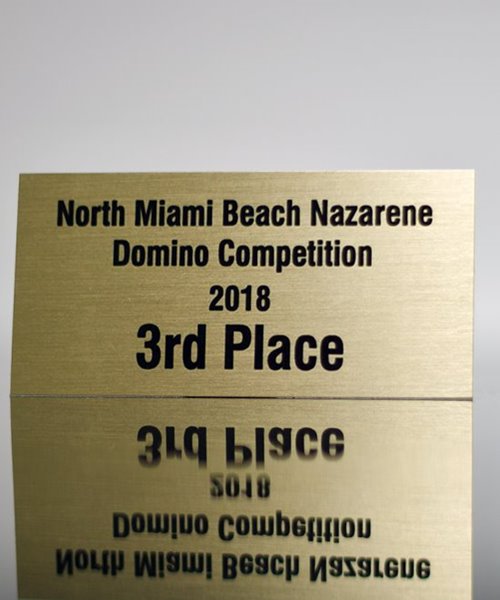 North Miami Beach Nazarene
Domino Competition
2018
3rd Place